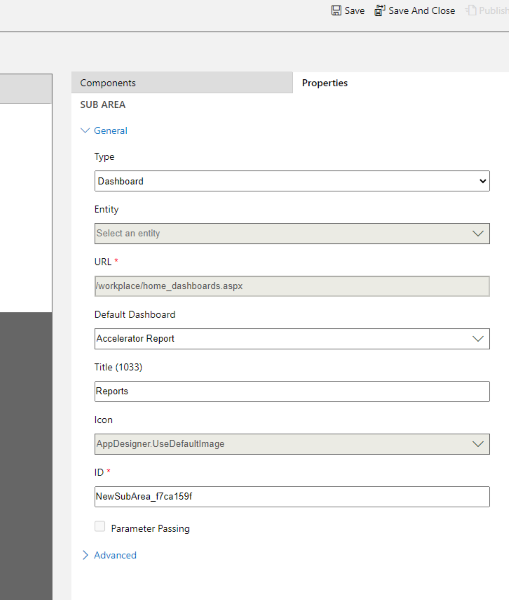 Save Save And Close Publish
Components Properties
SUB AREA
General
Type
Dashboard
Entity
Select an entity
URL *
/workplace/home_dashboards.aspx
Default Dashboard
Accelerator Report
Title (1033)
Reports
Icon
AppDesigner.UseDefaultImage
ID *
NewSubArea_f7ca159f
Parameter Passing
Advanced